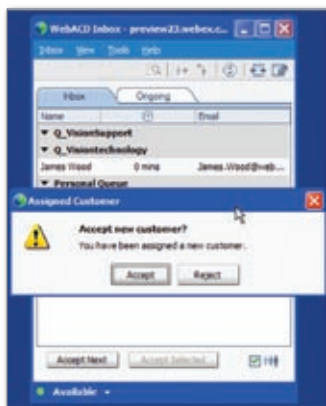 WebACD Inbox - preview23.webex.c...
Inbox View Tools Help
Inbox Ongoing
Name Email
Q_Visionsupport
Q_Visiontechnology
James Wood 0 mins James.Wood@web...
Personal Queue
Assigned Customer
Accept new customer?
You have been assigned a new customer.
Accept Reject
Accept Next Accept Selected
Available